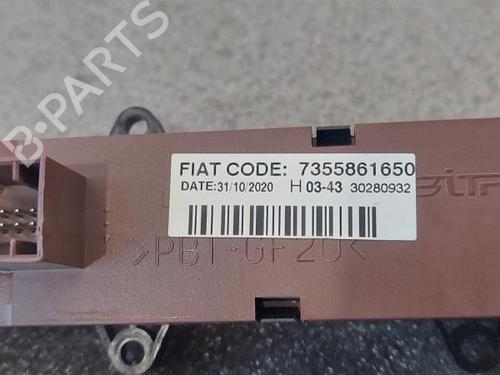 B-PARTS
FIAT CODE: 7355861650
DATE:31/10/2020 H 03-43 30280932
>PBT-GF20<